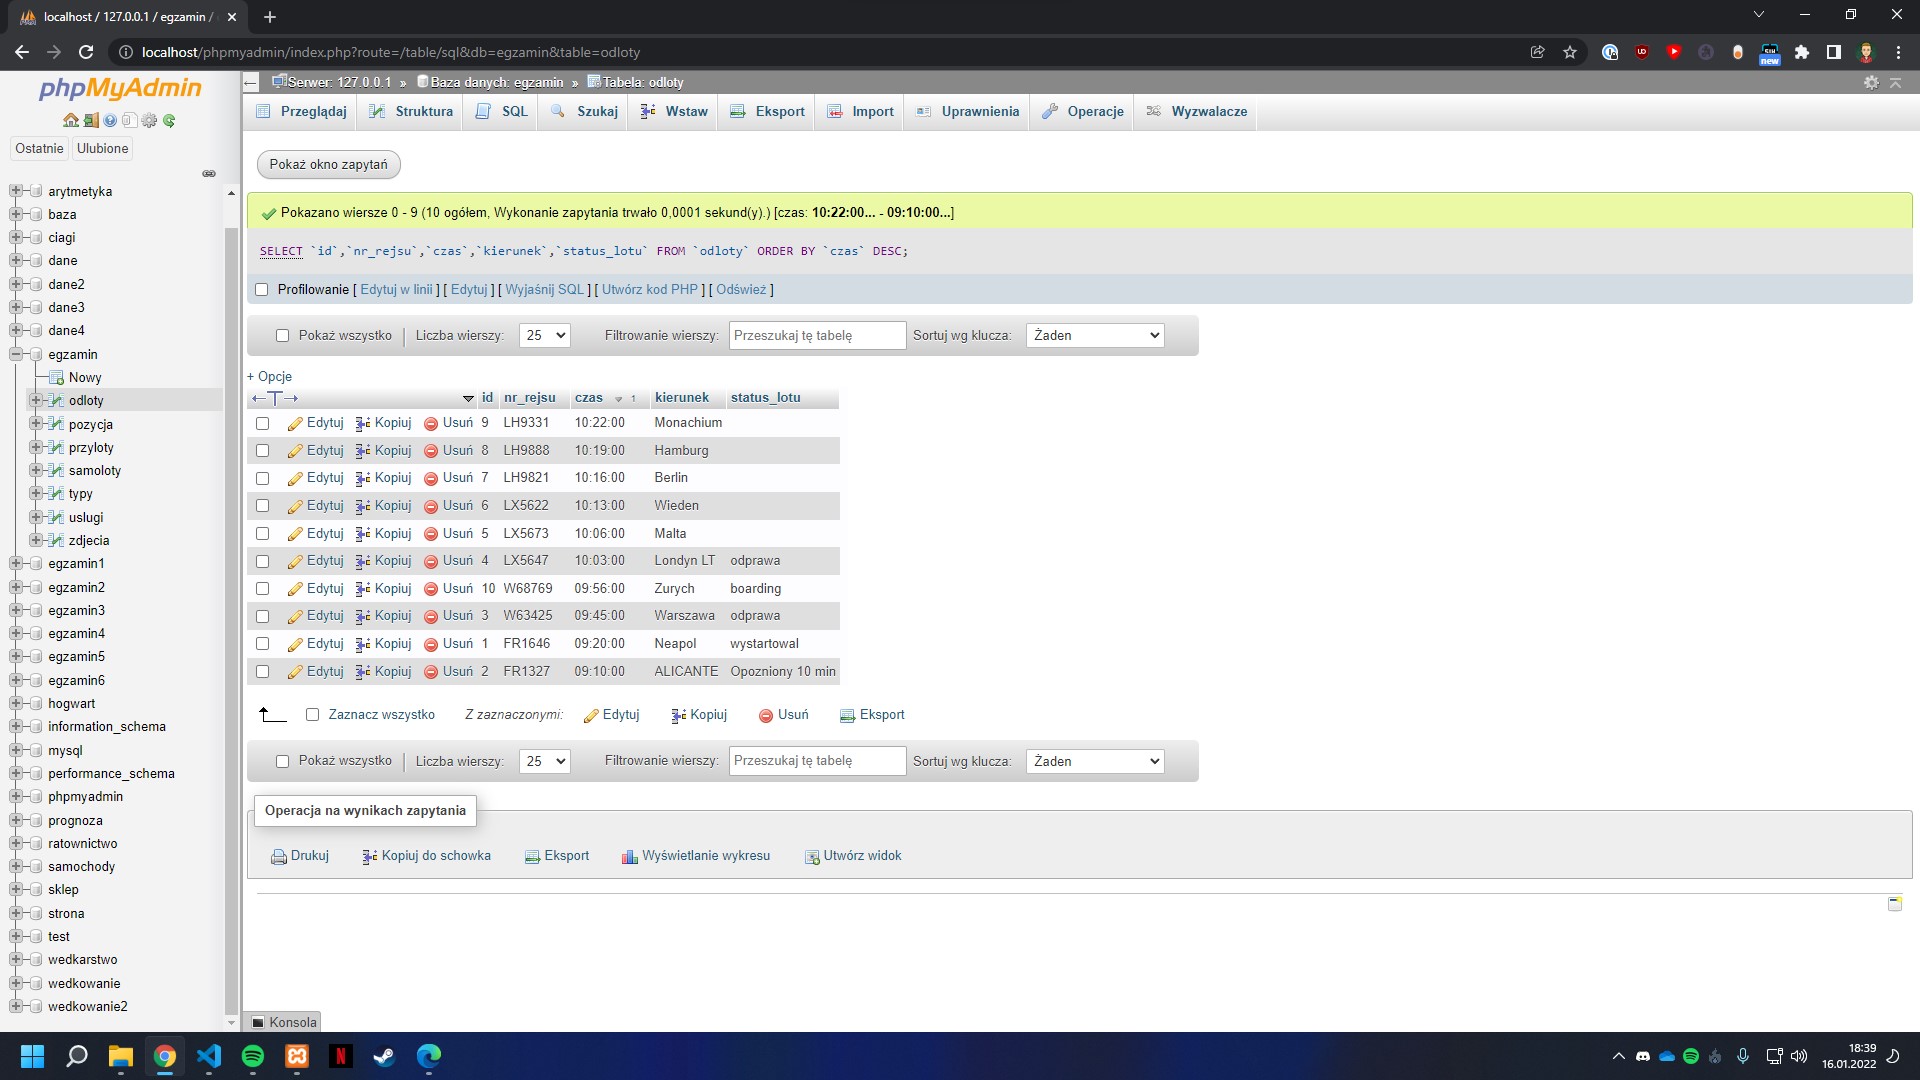 localhost / 127.0.0.1 / egzamin /
localhost/phpmyadmin/index.php?route=/table/sql&db=egzamin&table=odloty
new
phpMyAdmin
Ostatnie Ulubione
arytmetyka
baza
ciagi
dane
dane2
dane3
dane4
egzamin
Nowy
odloty
pozycja
przyloty
samoloty
typy
uslugi
zdjecia
egzamin1
egzamin2
egzamin3
egzamin4
egzamin5
egzamin6
hogwart
information_schema
mysql
performance_schema
phpmyadmin
prognoza
ratownictwo
samochody
sklep
strona
test
wedkarstwo
wedkowanie
wedkowanie2
Serwer: 127.0.0.1 » Baza danych: egzamin » Tabela: odloty
Przeglądaj Struktura SQL Szukaj Wstaw Eksport Import Uprawnienia Operacje Wyzwalacze
Pokaż okno zapytań
Pokazano wiersze 0 - 9 (10 ogółem, Wykonanie zapytania trwało 0,0001 sekund(y).) [czas: 10:22:00... - 09:10:00...]
SELECT `id`,`nr_rejsu`,`czas`,`kierunek`,`status_lotu` FROM `odloty` ORDER BY `czas` DESC;
Profilowanie [ Edytuj w linii ] [ Edytuj ] [ Wyjaśnij SQL ] [ Utwórz kod PHP ] [ Odśwież ]
Pokaż wszystko | Liczba wierszy: 25 Filtrowanie wierszy: Przeszukaj tę tabelę Sortuj wg klucza: Żaden
+ Opcje
←T→ id nr_rejsu czas 1 kierunek status_lotu
Edytuj Kopiuj Usuń 9 LH9331 10:22:00 Monachium
Edytuj Kopiuj Usuń 8 LH9888 10:19:00 Hamburg
Edytuj Kopiuj Usuń 7 LH9821 10:16:00 Berlin
Edytuj Kopiuj Usuń 6 LX5622 10:13:00 Wieden
Edytuj Kopiuj Usuń 5 LX5673 10:06:00 Malta
Edytuj Kopiuj Usuń 4 LX5647 10:03:00 Londyn LT odprawa
Edytuj Kopiuj Usuń 10 W68769 09:56:00 Zurych boarding
Edytuj Kopiuj Usuń 3 W63425 09:45:00 Warszawa odprawa
Edytuj Kopiuj Usuń 1 FR1646 09:20:00 Neapol wystartowal
Edytuj Kopiuj Usuń 2 FR1327 09:10:00 ALICANTE Opozniony 10 min
Zaznacz wszystko Z zaznaczonymi: Edytuj Kopiuj Usuń Eksport
Pokaż wszystko | Liczba wierszy: 25 Filtrowanie wierszy: Przeszukaj tę tabelę Sortuj wg klucza: Żaden
Operacja na wynikach zapytania
Drukuj Kopiuj do schowka Eksport Wyświetlanie wykresu Utwórz widok
Konsola
18:39
16.01.2022